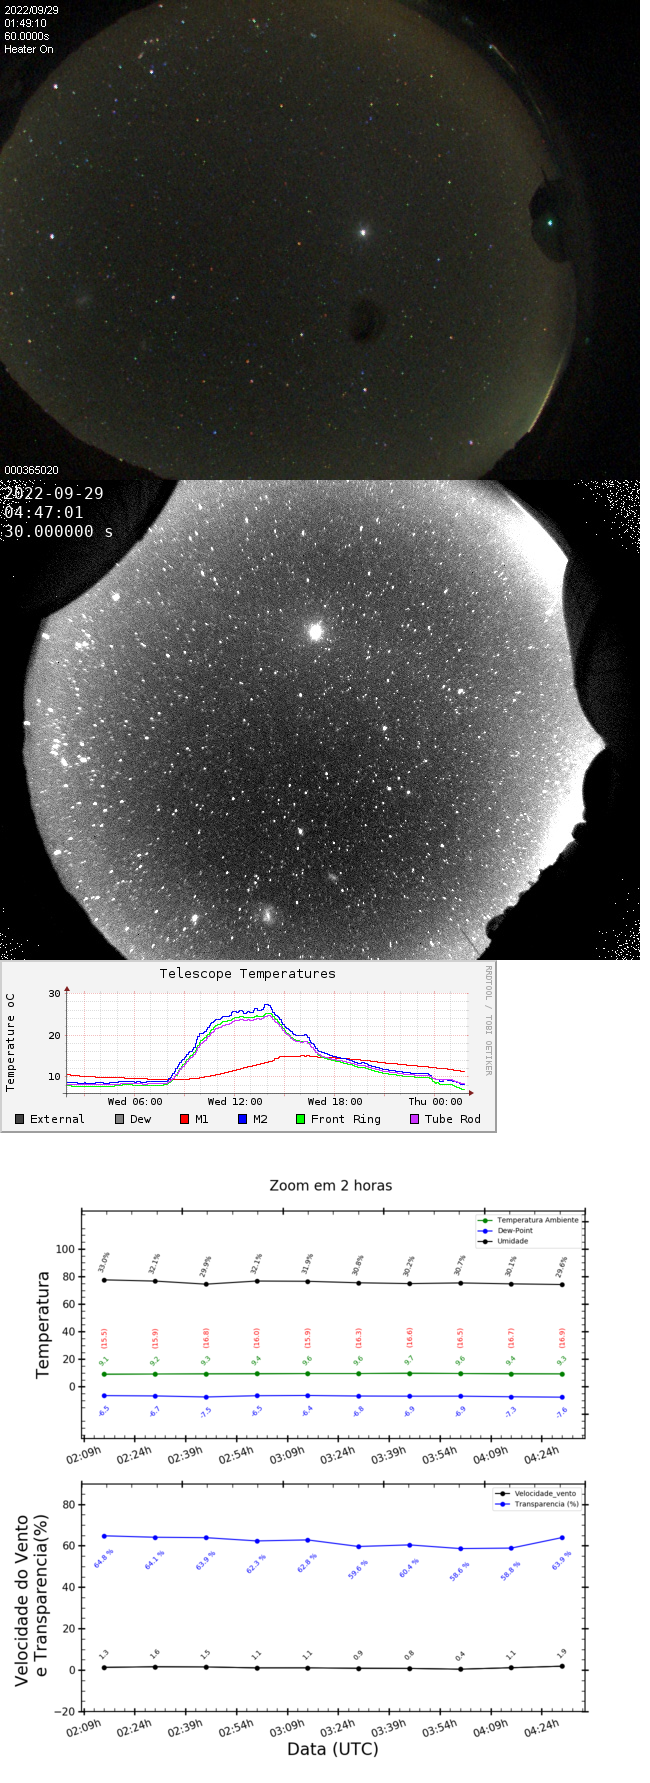 2022/09/29
01:49:10
60.0000s
Heater On
000365020
2022-09-29
04:47:01
30.000000 s
Telescope Temperatures
RRDTOOL / TOBI OETIKER
Temperature oC
30
20
10
Wed 06:00 Wed 12:00 Wed 18:00 Thu 00:00
External Dew M1 M2 Front Ring Tube Rod
Zoom em 2 horas
Temperatura Ambiente
Dew-Point
Umidade
Temperatura
100
80
60
40
20
0
33.0% 32.1% 29.9% 32.1% 31.9% 30.8% 30.2% 30.7% 30.1% 29.6%
(15.5) (15.9) (16.8) (16.0) (15.9) (16.3) (16.6) (16.5) (16.7) (16.9)
9.1 9.2 9.3 9.4 9.6 9.6 9.7 9.6 9.4 9.3
-6.5 -6.7 -7.5 -6.5 -6.4 -6.8 -6.9 -6.9 -7.3 -7.6
02:09h 02:24h 02:39h 02:54h 03:09h 03:24h 03:39h 03:54h 04:09h 04:24h
Velocidade_vento
Transparencia (%)
Velocidade do Vento
e Transparencia(%)
80
60
40
20
0
−20
64.8 % 64.1 % 63.9 % 62.3 % 62.8 % 59.6 % 60.4 % 58.6 % 58.8 % 63.9 %
1.3 1.6 1.5 1.1 1.1 0.9 0.8 0.4 1.1 1.9
02:09h 02:24h 02:39h 02:54h 03:09h 03:24h 03:39h 03:54h 04:09h 04:24h
Data (UTC)